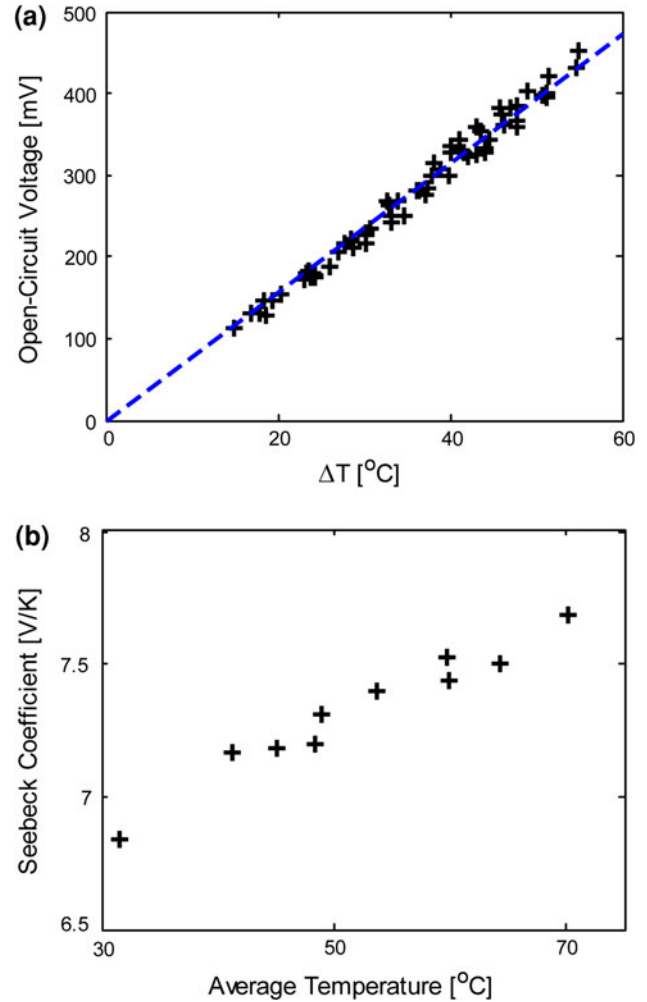 (a)
500
400
300
200
100
0
Open-Circuit Voltage [mV]
0 20 40 60
ΔT [°C]
(b)
8
7.5
7
6.5
Seebeck Coefficient [V/K]
30 50 70
Average Temperature [°C]